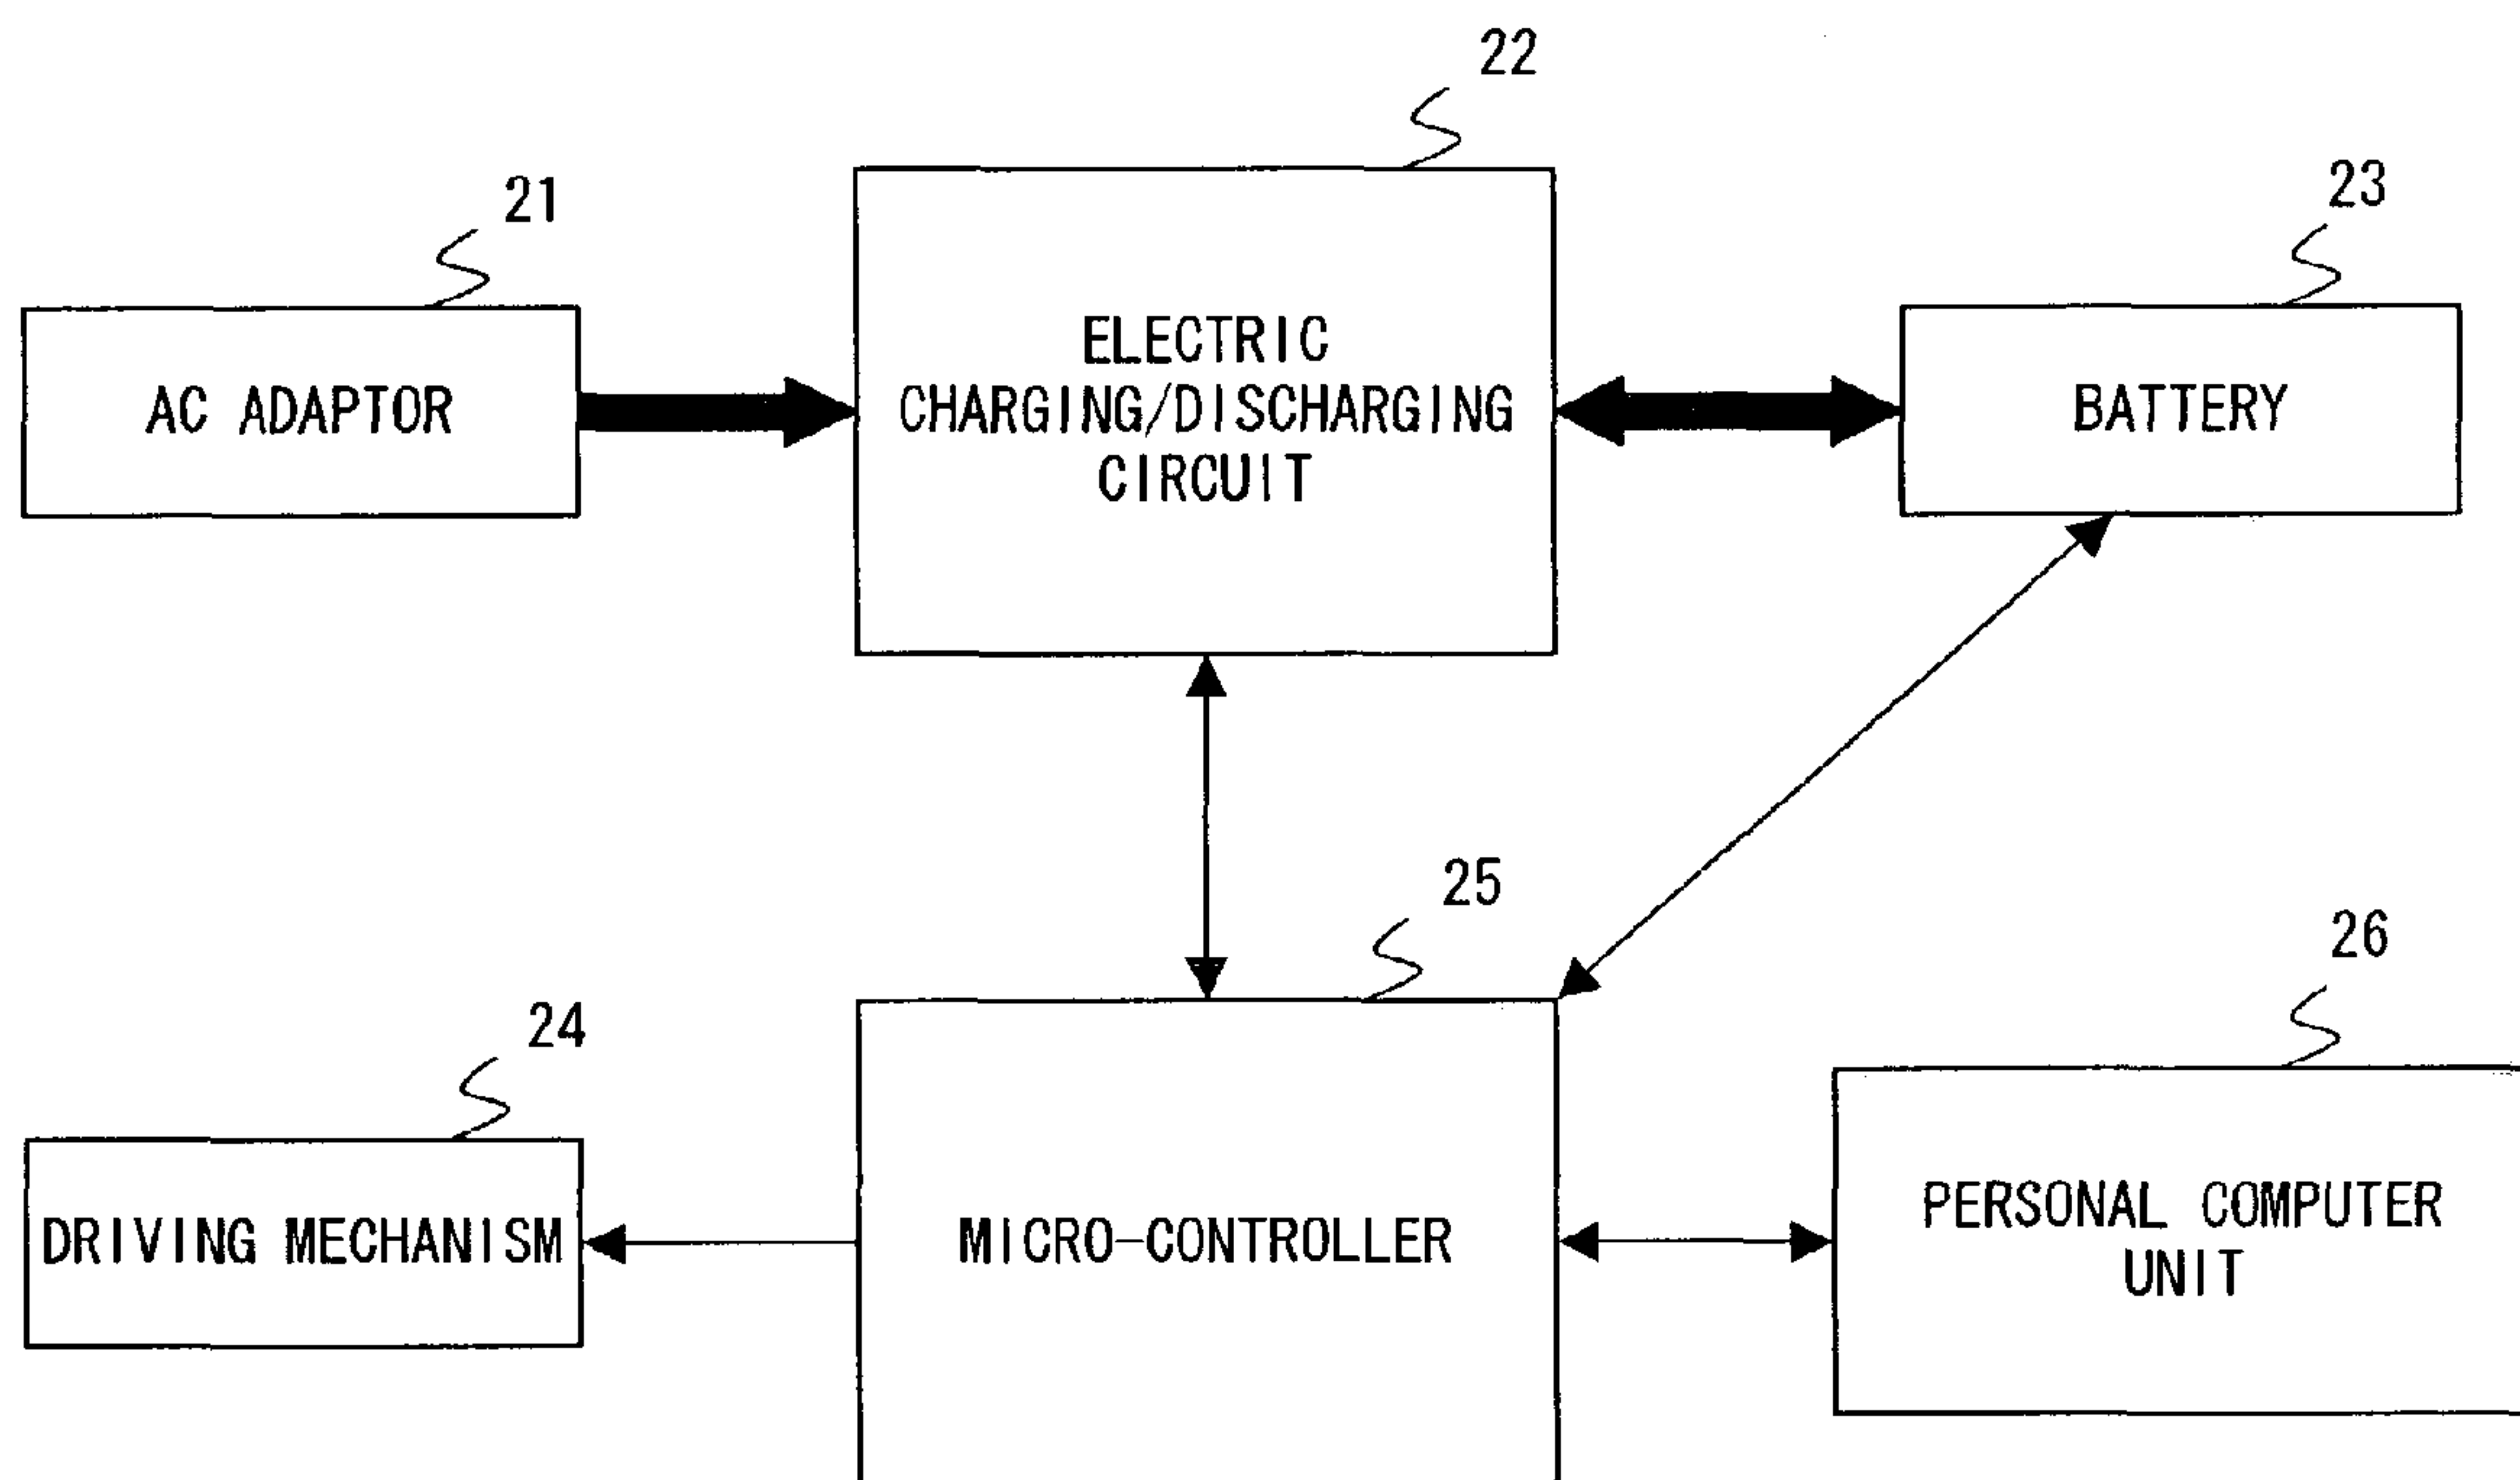 22
21
23
ELECTRIC
CHARGING/DISCHARGING
CIRCUIT
AC ADAPTOR
BATTERY
25
26
24
PERSONAL COMPUTER
UNIT
DRIVING MECHANISM
MICRO-CONTROLLER